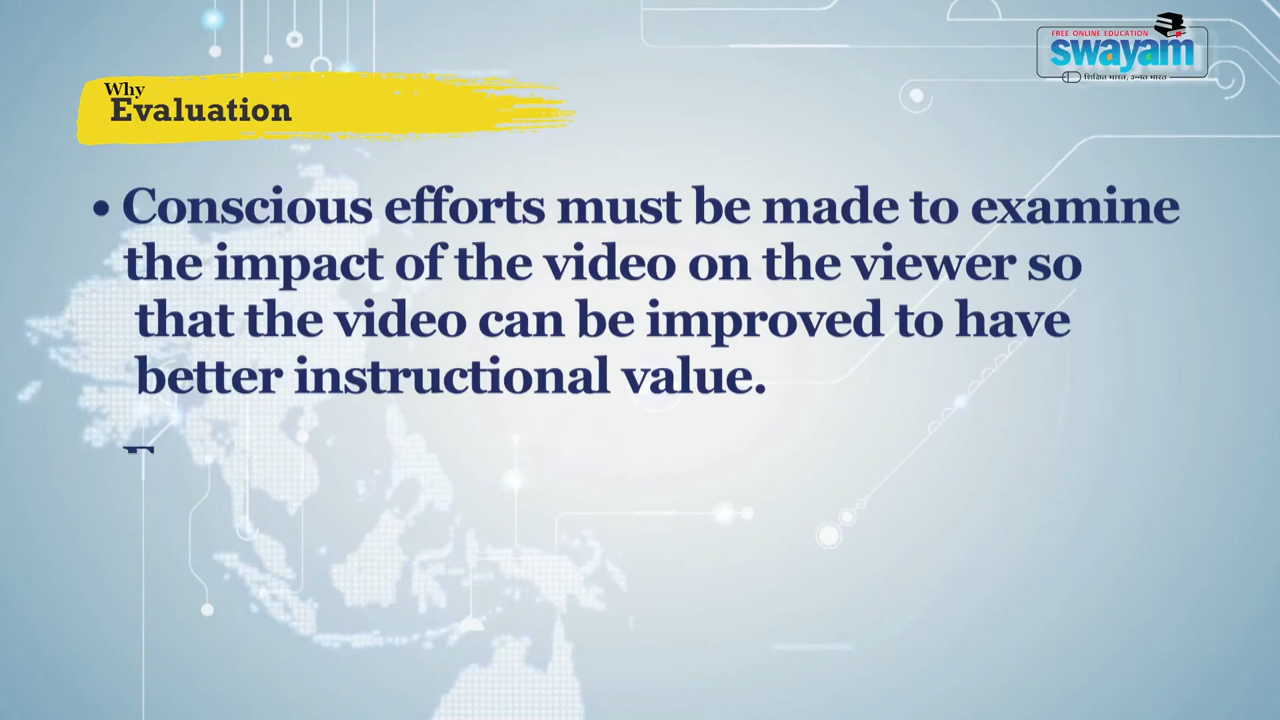 FREE ONLINE EDUCATION
swayam
शिक्षित भारत, उन्नत भारत
Why
Evaluation
• Conscious efforts must be made to examine
the impact of the video on the viewer so
that the video can be improved to have
better instructional value.